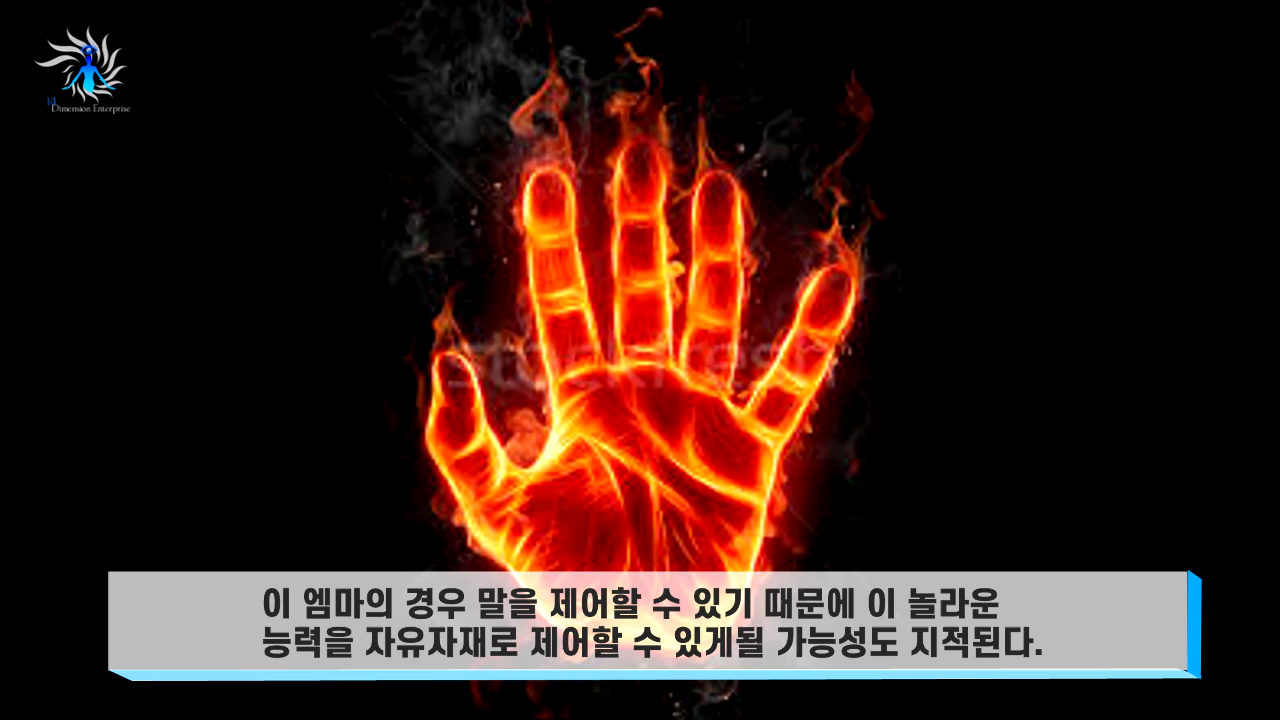 Dimension Enterprise
stockfresh
이 엠마의 경우 말을 제어할 수 있기 때문에 이 놀라운
능력을 자유자재로 제어할 수 있게될 가능성도 지적된다.